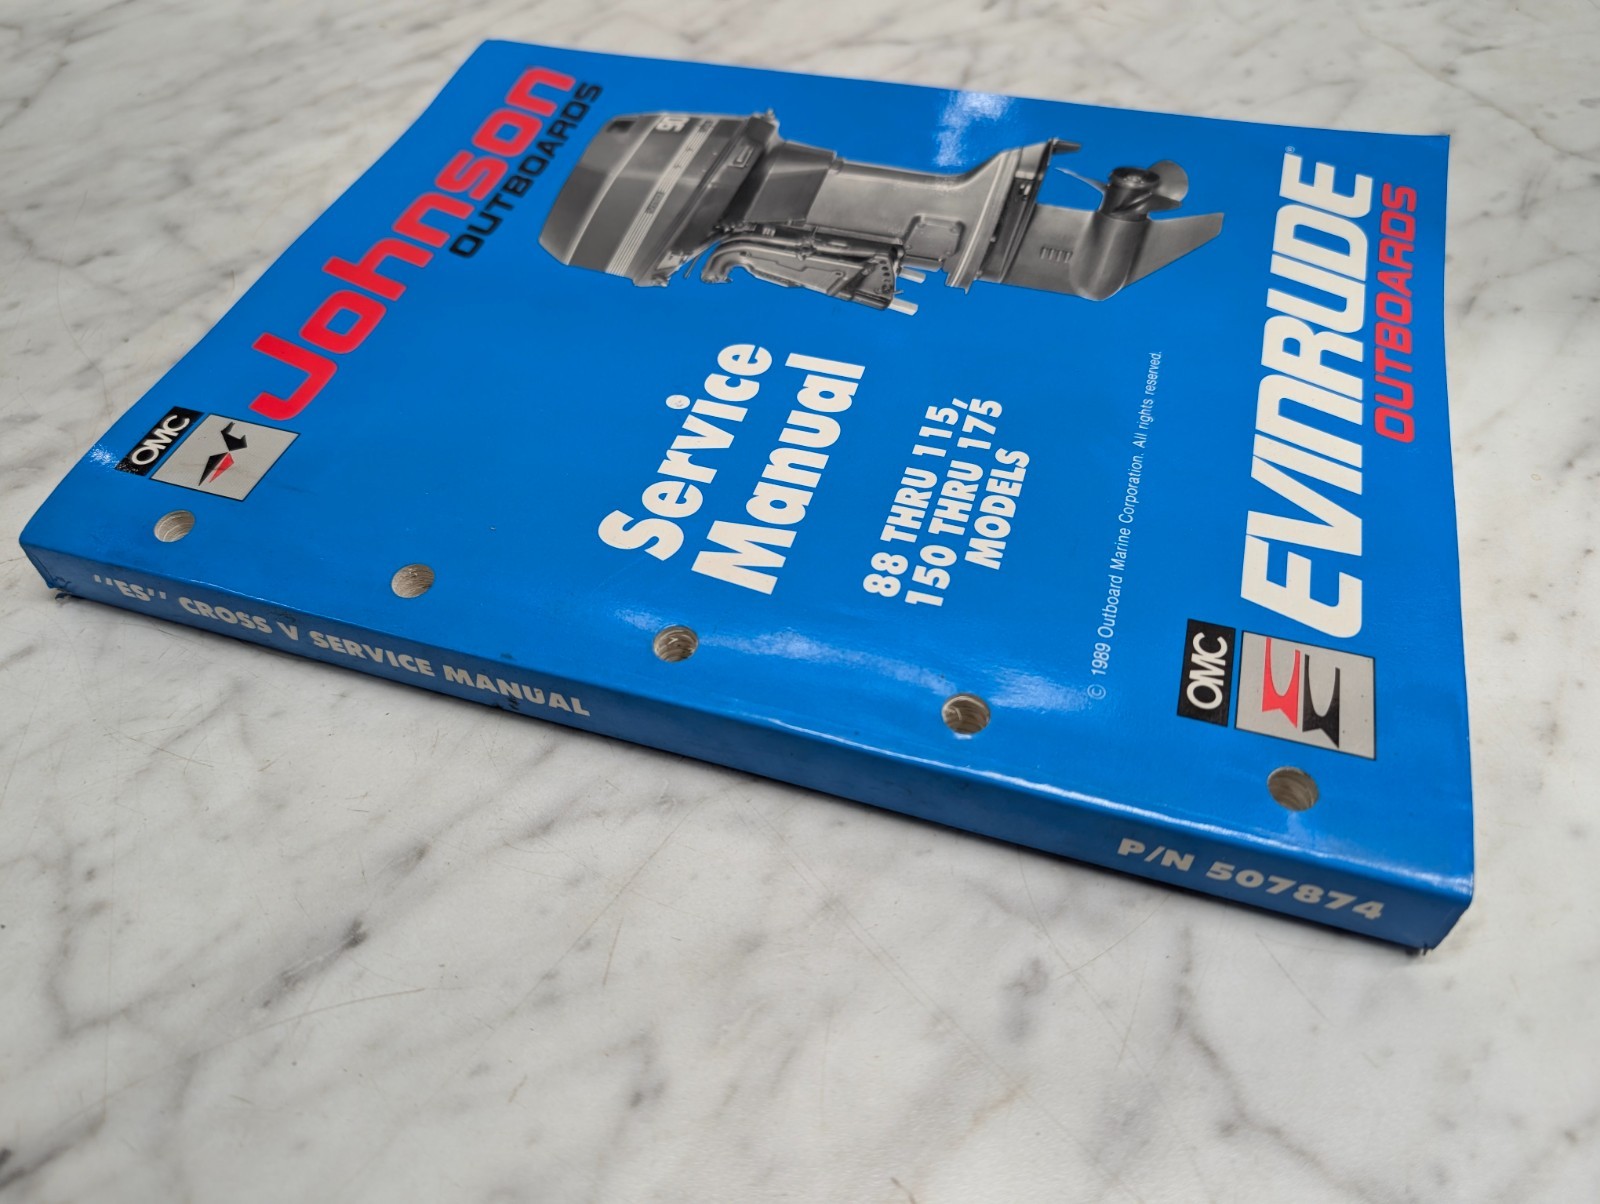 Johnson
OUTBOARDS
OMC
90
Service
Manual
88 THRU 115,
150 THRU 175
MODELS
© 1989 Outboard Marine Corporation. All rights reserved.
EVINRUDE®
OUTBOARDS
OMC
"ES" CROSS V SERVICE MANUAL
P/N 507874